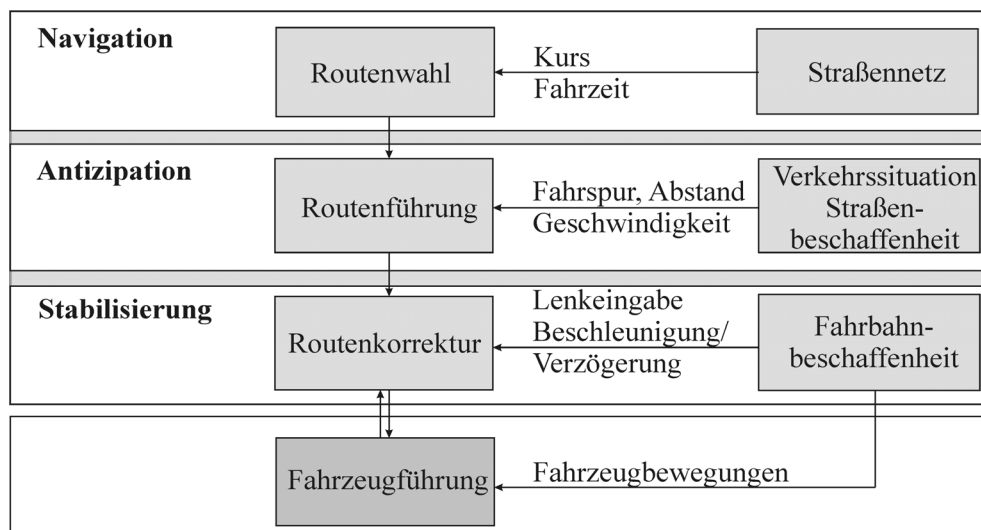 Navigation
Routenwahl
Kurs
Fahrzeit
Straßennetz
Antizipation
Routenführung
Fahrspur, Abstand
Geschwindigkeit
Verkehrssituation
Straßen-
beschaffenheit
Stabilisierung
Routenkorrektur
Lenkeingabe
Beschleunigung/
Verzögerung
Fahrbahn-
beschaffenheit
Fahrzeugführung
Fahrzeugbewegungen